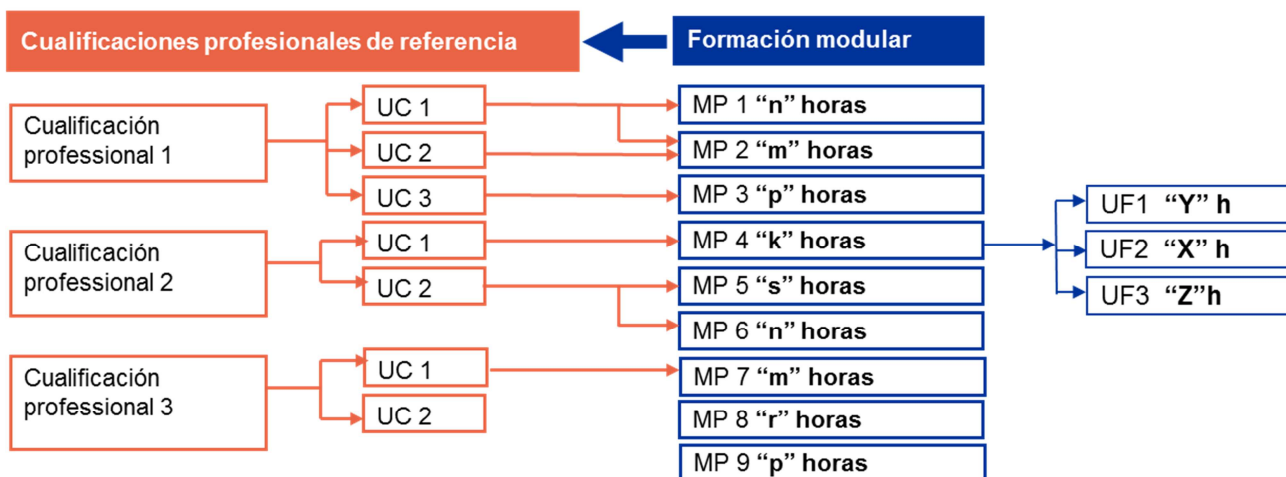 Cualificaciones profesionales de referencia
Formación modular
Cualificación
professional 1
UC 1
UC 2
UC 3
MP 1 “n” horas
MP 2 “m” horas
MP 3 “p” horas
Cualificación
professional 2
UC 1
UC 2
MP 4 “k” horas
MP 5 “s” horas
MP 6 “n” horas
UF1 “Y” h
UF2 “X” h
UF3 “Z”h
Cualificación
professional 3
UC 1
UC 2
MP 7 “m” horas
MP 8 “r” horas
MP 9 “p” horas